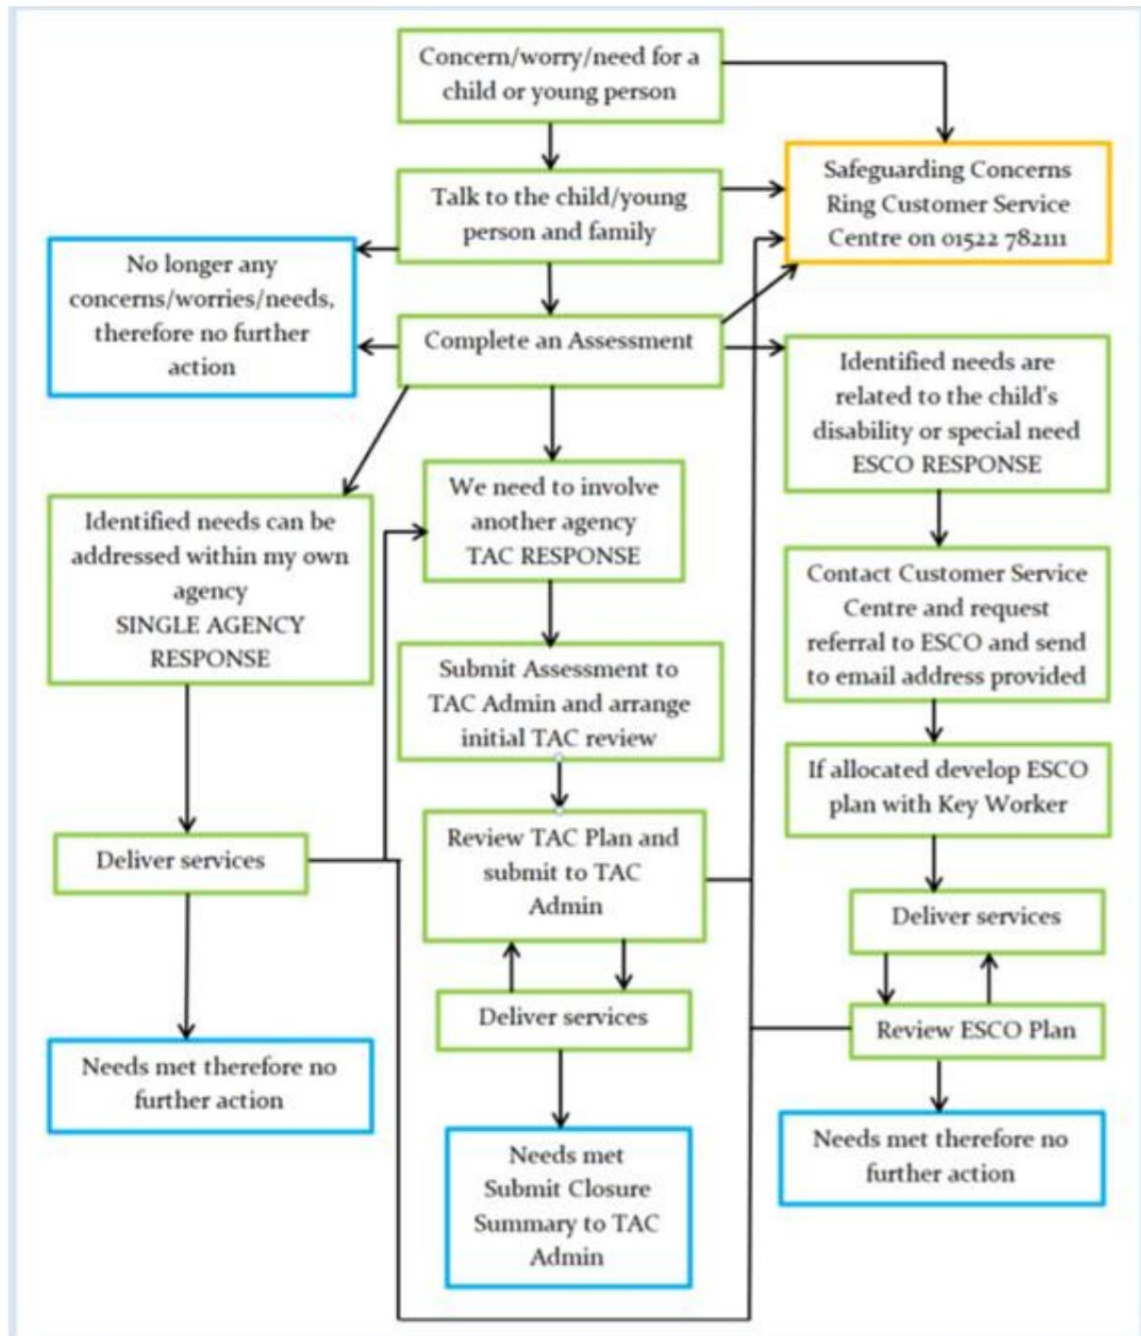 Concern/worry/need for a
child or young person
Safeguarding Concerns
Ring Customer Service
Centre on 01522 782111
Talk to the child/young
person and family
No longer any
concerns/worries/needs,
therefore no further
action
Complete an Assessment
Identified needs are
related to the child's
disability or special need
ESCO RESPONSE
We need to involve
another agency
TAC RESPONSE
Identified needs can be
addressed within my own
agency
SINGLE AGENCY
RESPONSE
Contact Customer Service
Centre and request
referral to ESCO and send
to email address provided
Submit Assessment to
TAC Admin and arrange
initial TAC review
If allocated develop ESCO
plan with Key Worker
Deliver services
Review TAC Plan and
submit to TAC
Admin
Deliver services
Deliver services
Review ESCO Plan
Needs met therefore no
further action
Needs met
Submit Closure
Summary to TAC
Admin
Needs met therefore no
further action